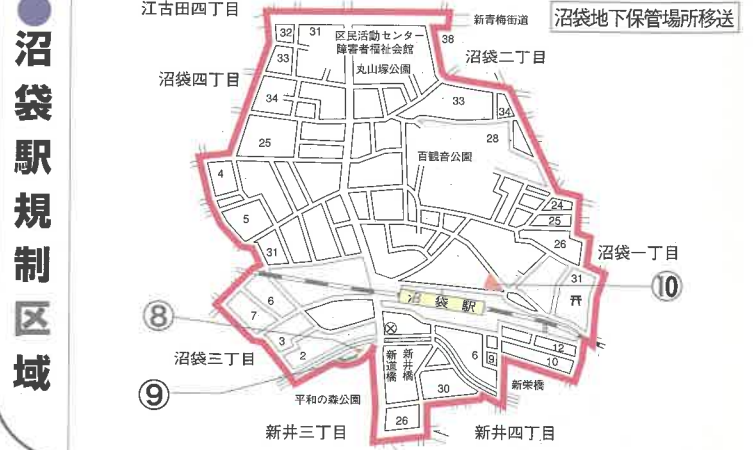 沼袋駅規制区域
江古田四丁目
新青梅街道
沼袋地下保管場所移送
32
31
区民活動センター
障害者福祉会館
38
33
丸山塚公園
沼袋二丁目
沼袋四丁目
34
33
34
25
28
百観音公園
4
5
24
25
26
31
沼袋一丁目
31
⑩
6
7
沼袋駅
⑧
3
2
沼袋三丁目
新道橋
新井橋
6
9
12
10
⑨
平和の森公園
30
新栄橋
26
新井三丁目
新井四丁目